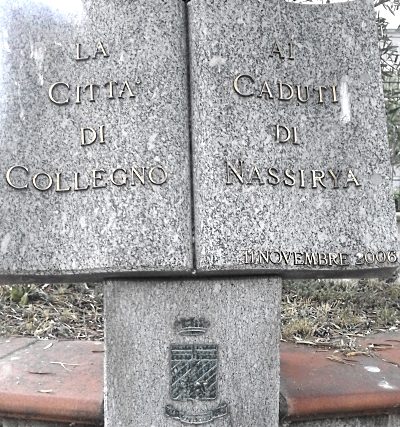 LA
CITTA
DI
COLLEGNO
AI
CADUTI
DI
NASSIRYA
11 NOVEMBRE 2006